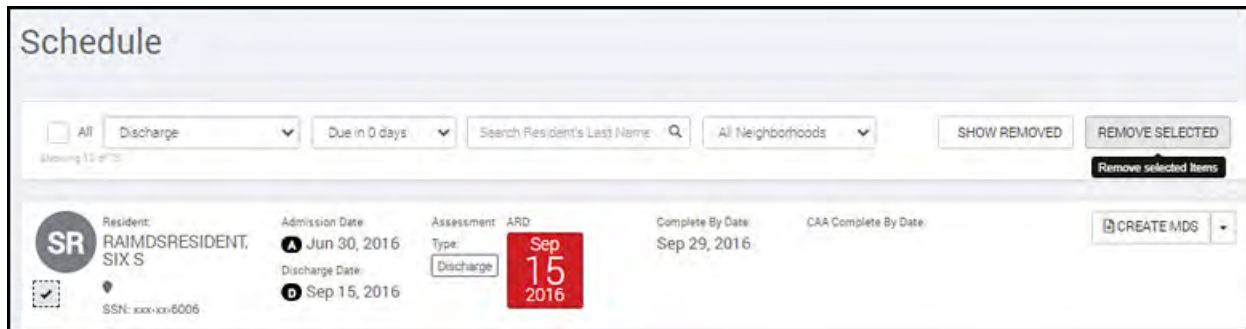 Schedule
All Discharge Due in 0 days Search Resident's Last Name All Neighborhoods SHOW REMOVED REMOVE SELECTED
Showing
Remove selected Items
SR
Resident:
RAIMDSRESIDENT,
SIX S
SSN: xxx-xx-6006
Admission Date:
A Jun 30, 2016
Discharge Date:
D Sep 15, 2016
Assessment
Type:
Discharge
ARD:
Sep
15
2016
Complete By Date:
Sep 29, 2016
CAA Complete By Date:
CREATE MDS